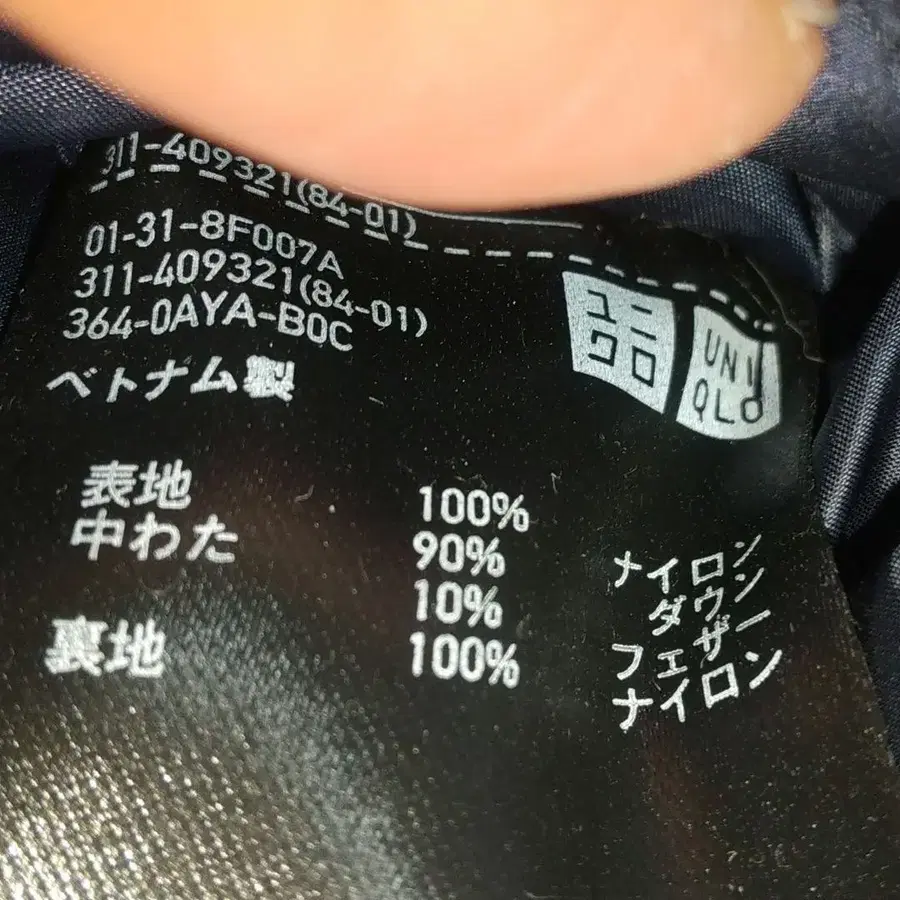 311-409321(84-01)
01-31-8F007A
311-409321(84-01)
364-0AYA-B0C
ユニ
クロ
UNI
QLO
ベトナム製
表地 100% ナイロン
中わた 90% ダウン
10% フェザー
裏地 100% ナイロン